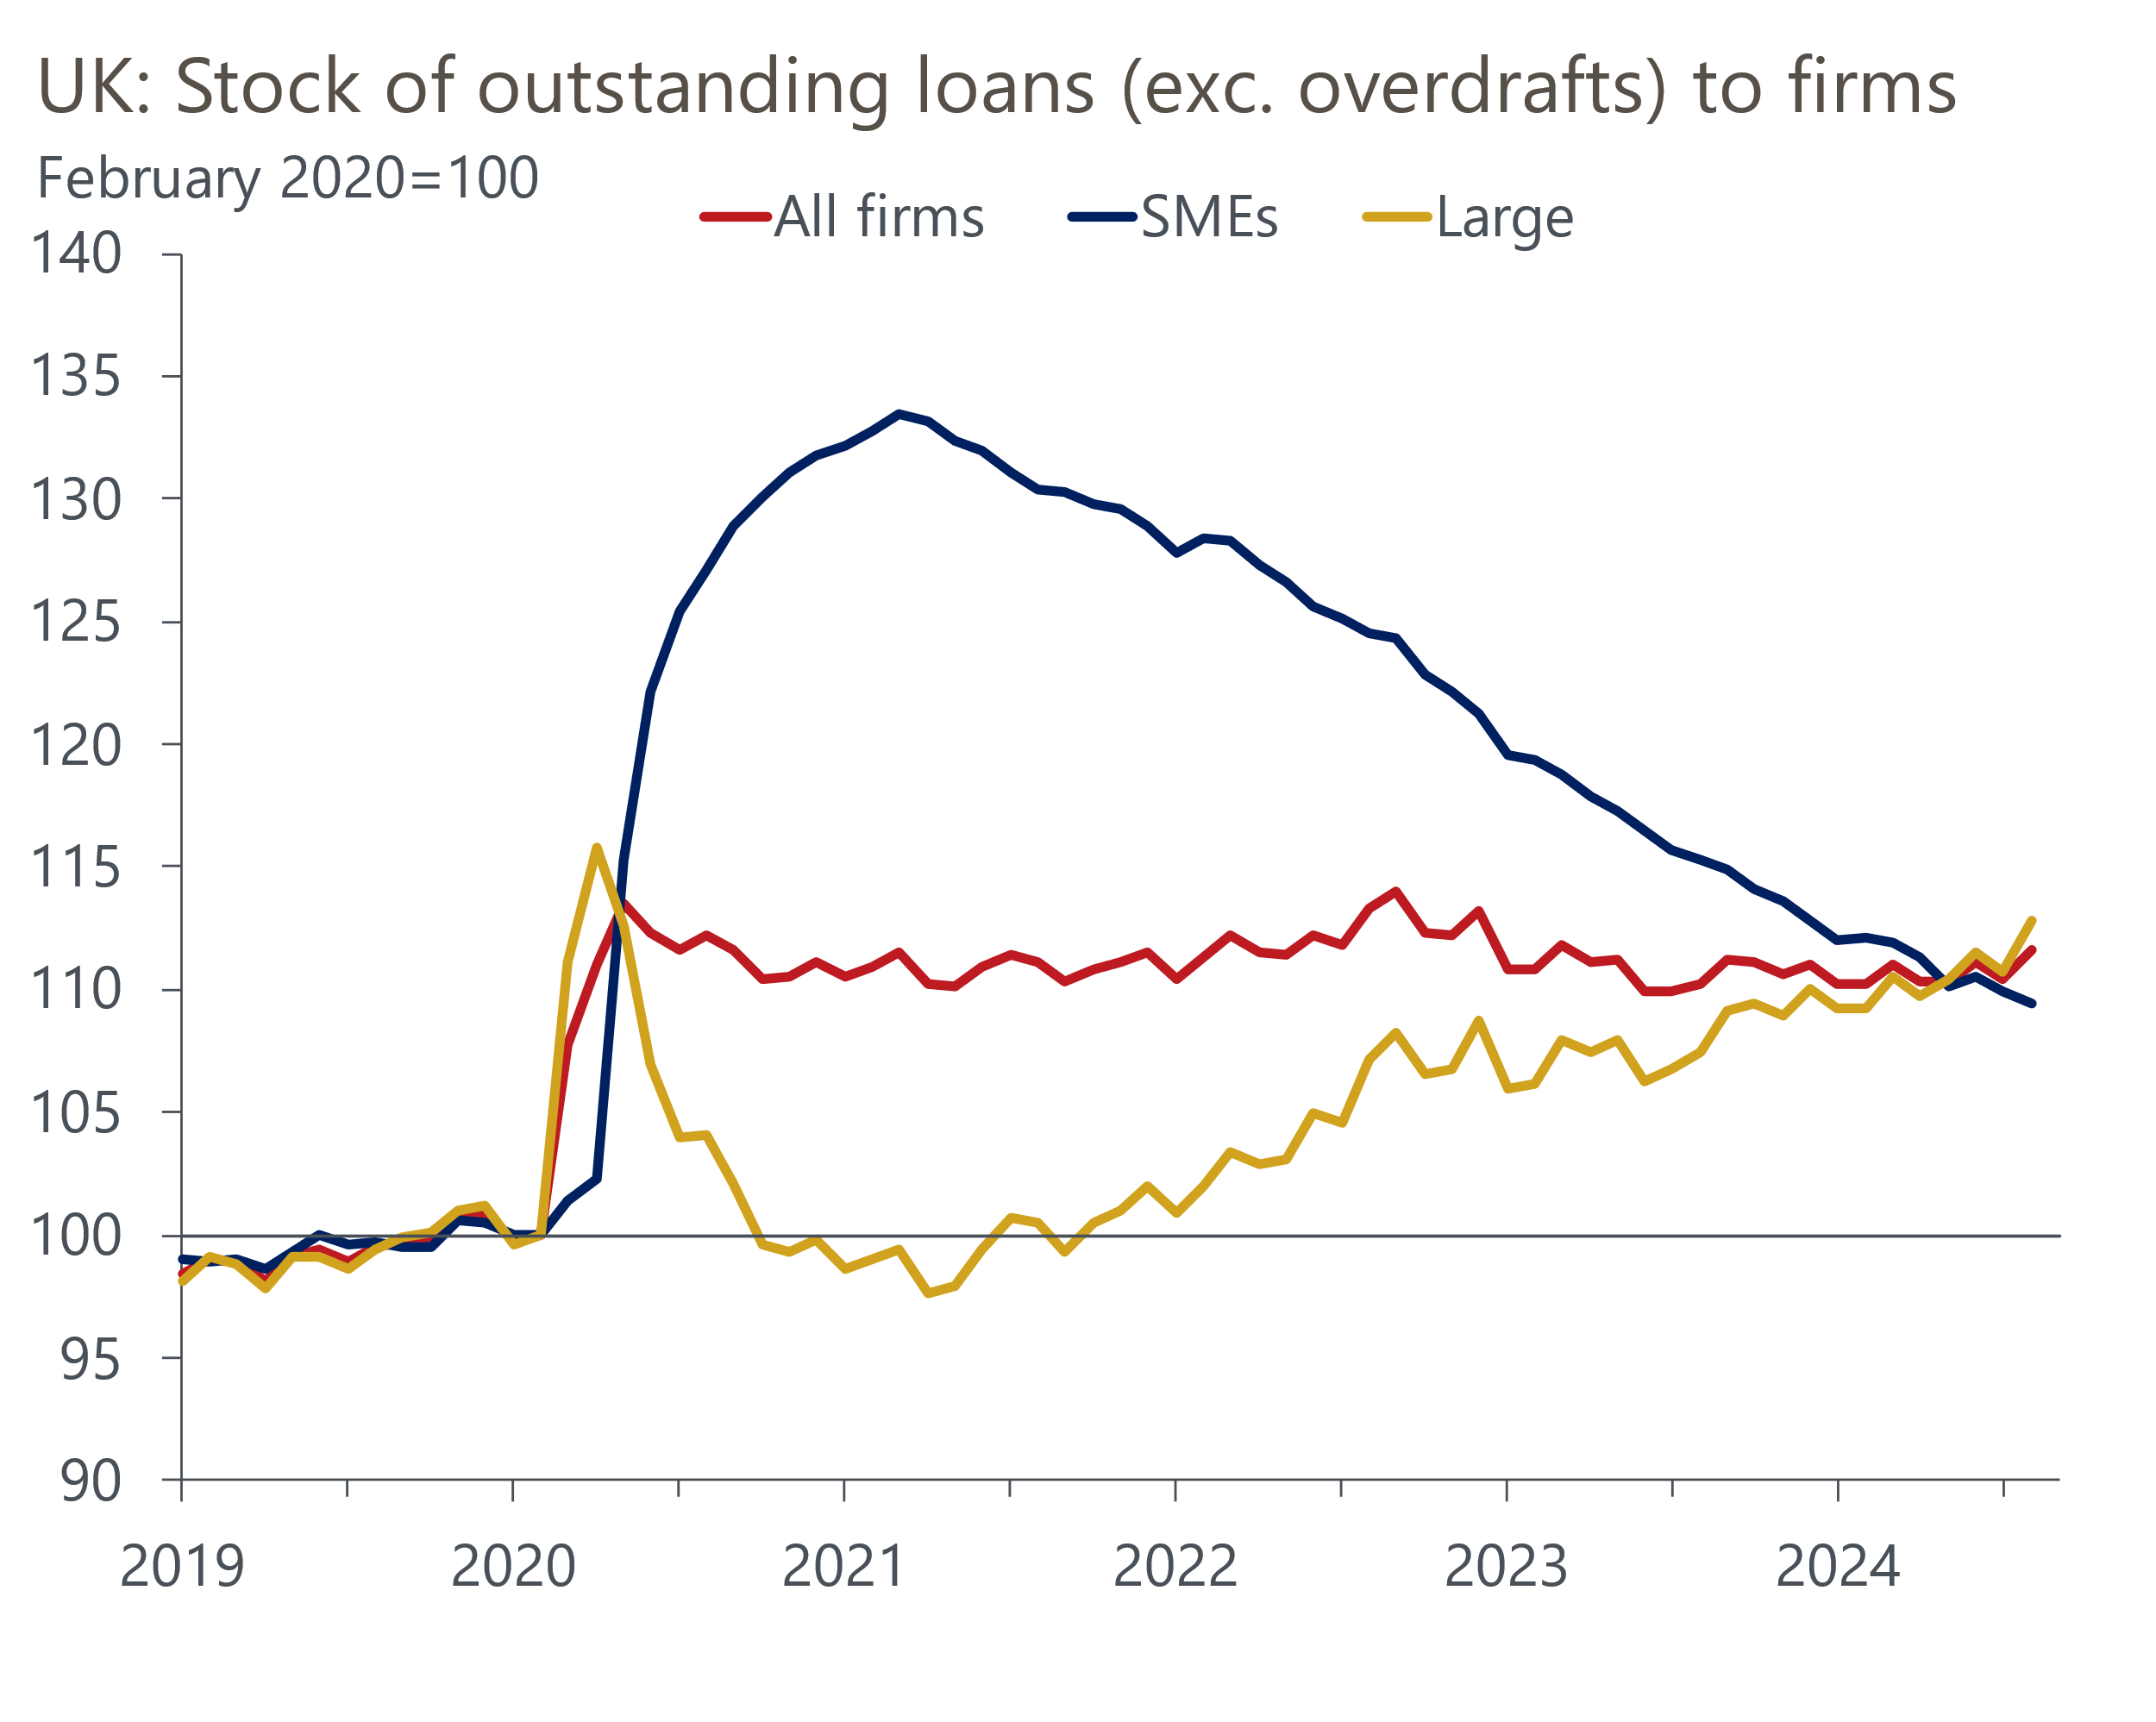 UK: Stock of outstanding loans (exc. overdrafts) to firms
February 2020=100
All firms SMEs Large
140
135
130
125
120
115
110
105
100
95
90
2019 2020 2021 2022 2023 2024